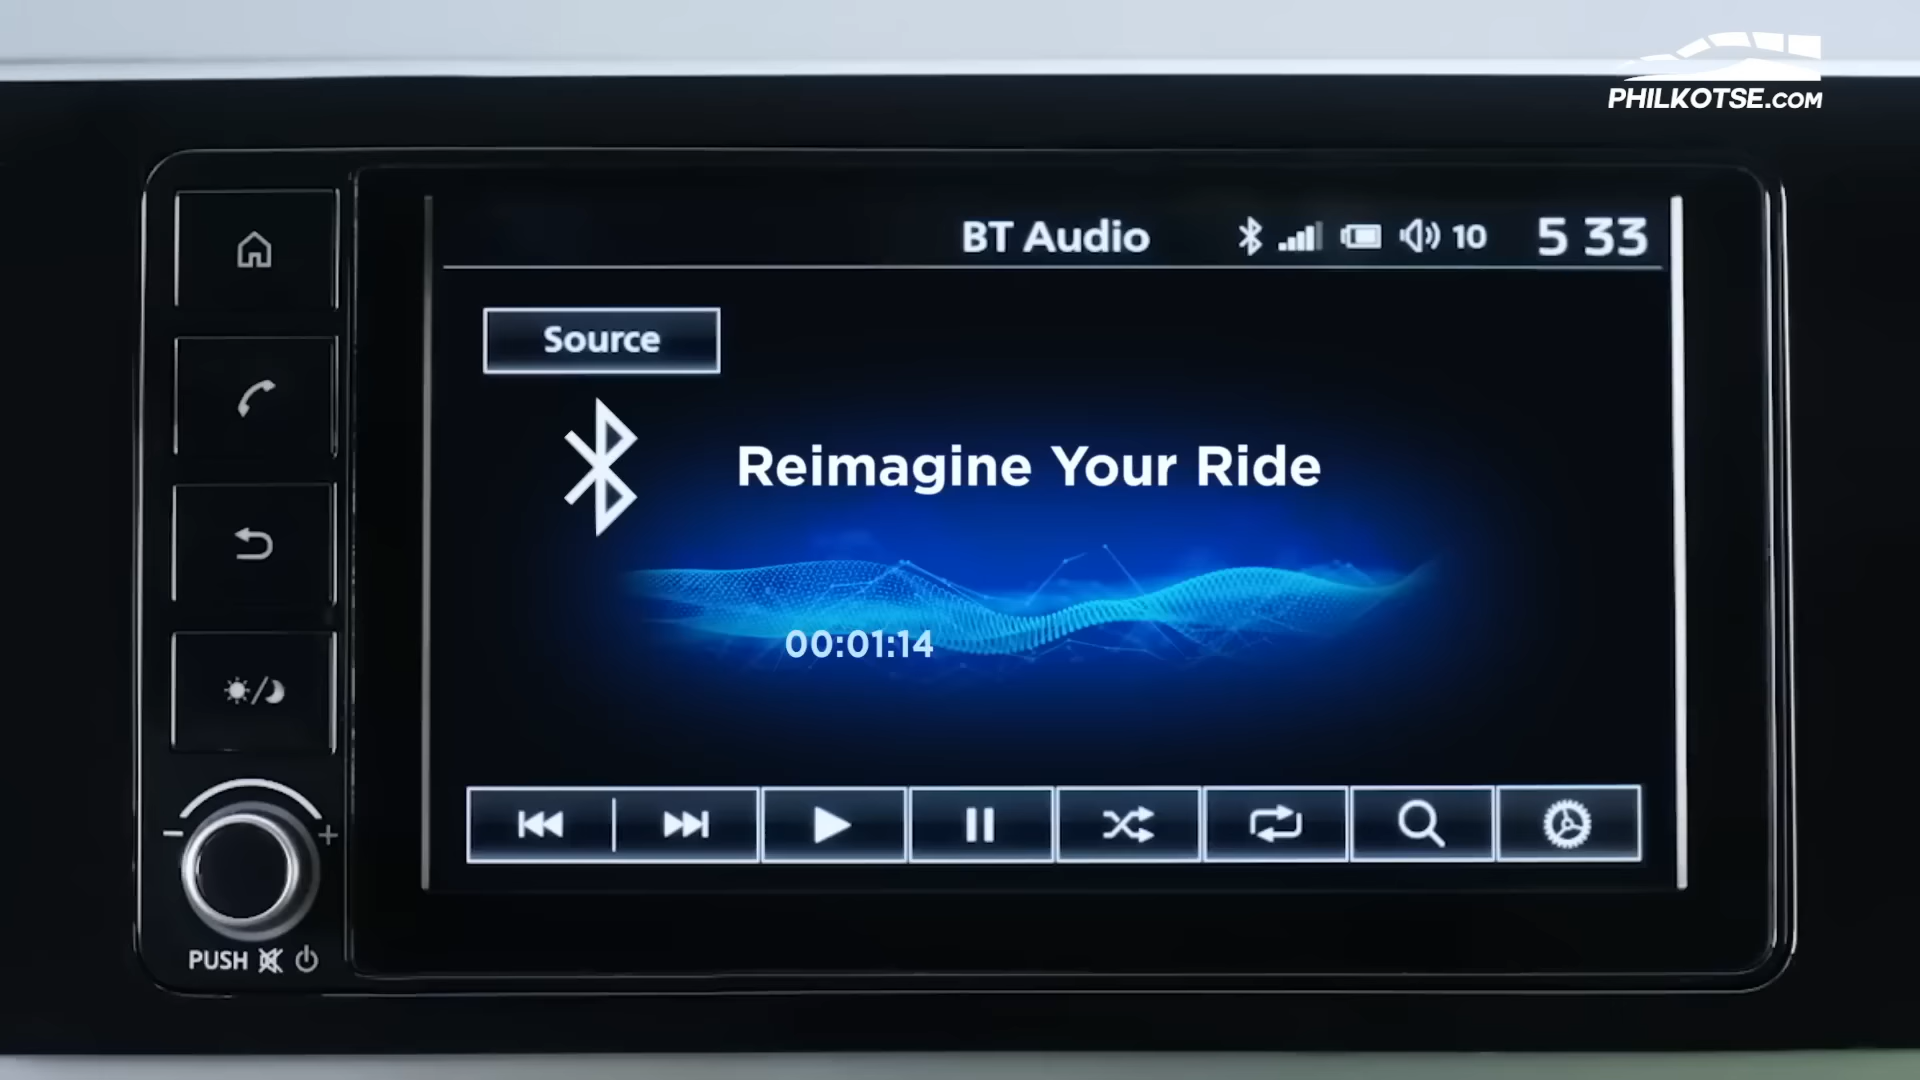 PHILKOTSE.COM
BT Audio 10 5 33
Source
Reimagine Your Ride
00:01:14
PUSH